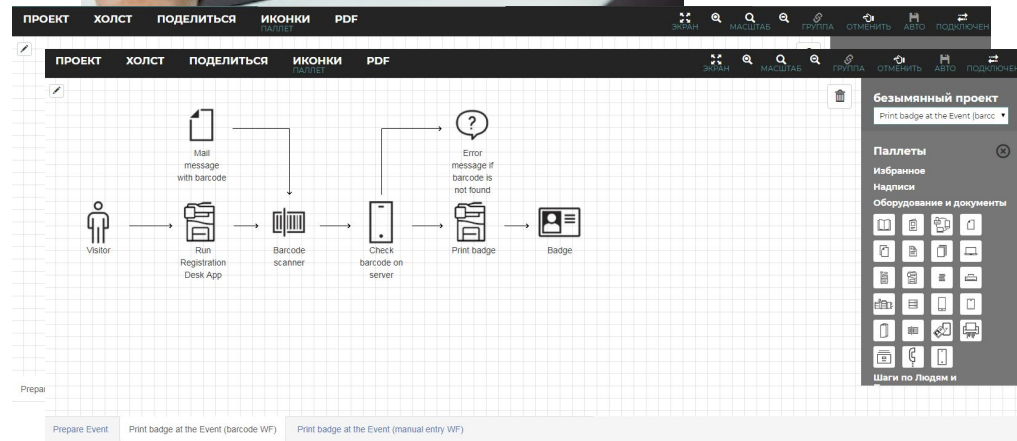 ПРОЕКТ ХОЛСТ ПОДЕЛИТЬСЯ ИКОНКИ PDF
ПАЛЛЕТ
ЭКРАН МАСШТАБ ГРУППА ОТМЕНИТЬ АВТО ПОДКЛЮЧЕН
ПРОЕКТ ХОЛСТ ПОДЕЛИТЬСЯ ИКОНКИ PDF
ПАЛЛЕТ
ЭКРАН МАСШТАБ ГРУППА ОТМЕНИТЬ АВТО ПОДКЛЮЧЕН
безымянный проект
Print badge at the Event (barcc
Паллеты
Избранное
Надписи
Оборудование и документы
Шаги по Людям и
Mail
message
with barcode
Error
message if
barcode is
not found
Visitor
Run
Registration
Desk App
Barcode
scanner
Check
barcode on
server
Print badge
Badge
Prepa
Prepare Event
Print badge at the Event (barcode WF)
Print badge at the Event (manual entry WF)